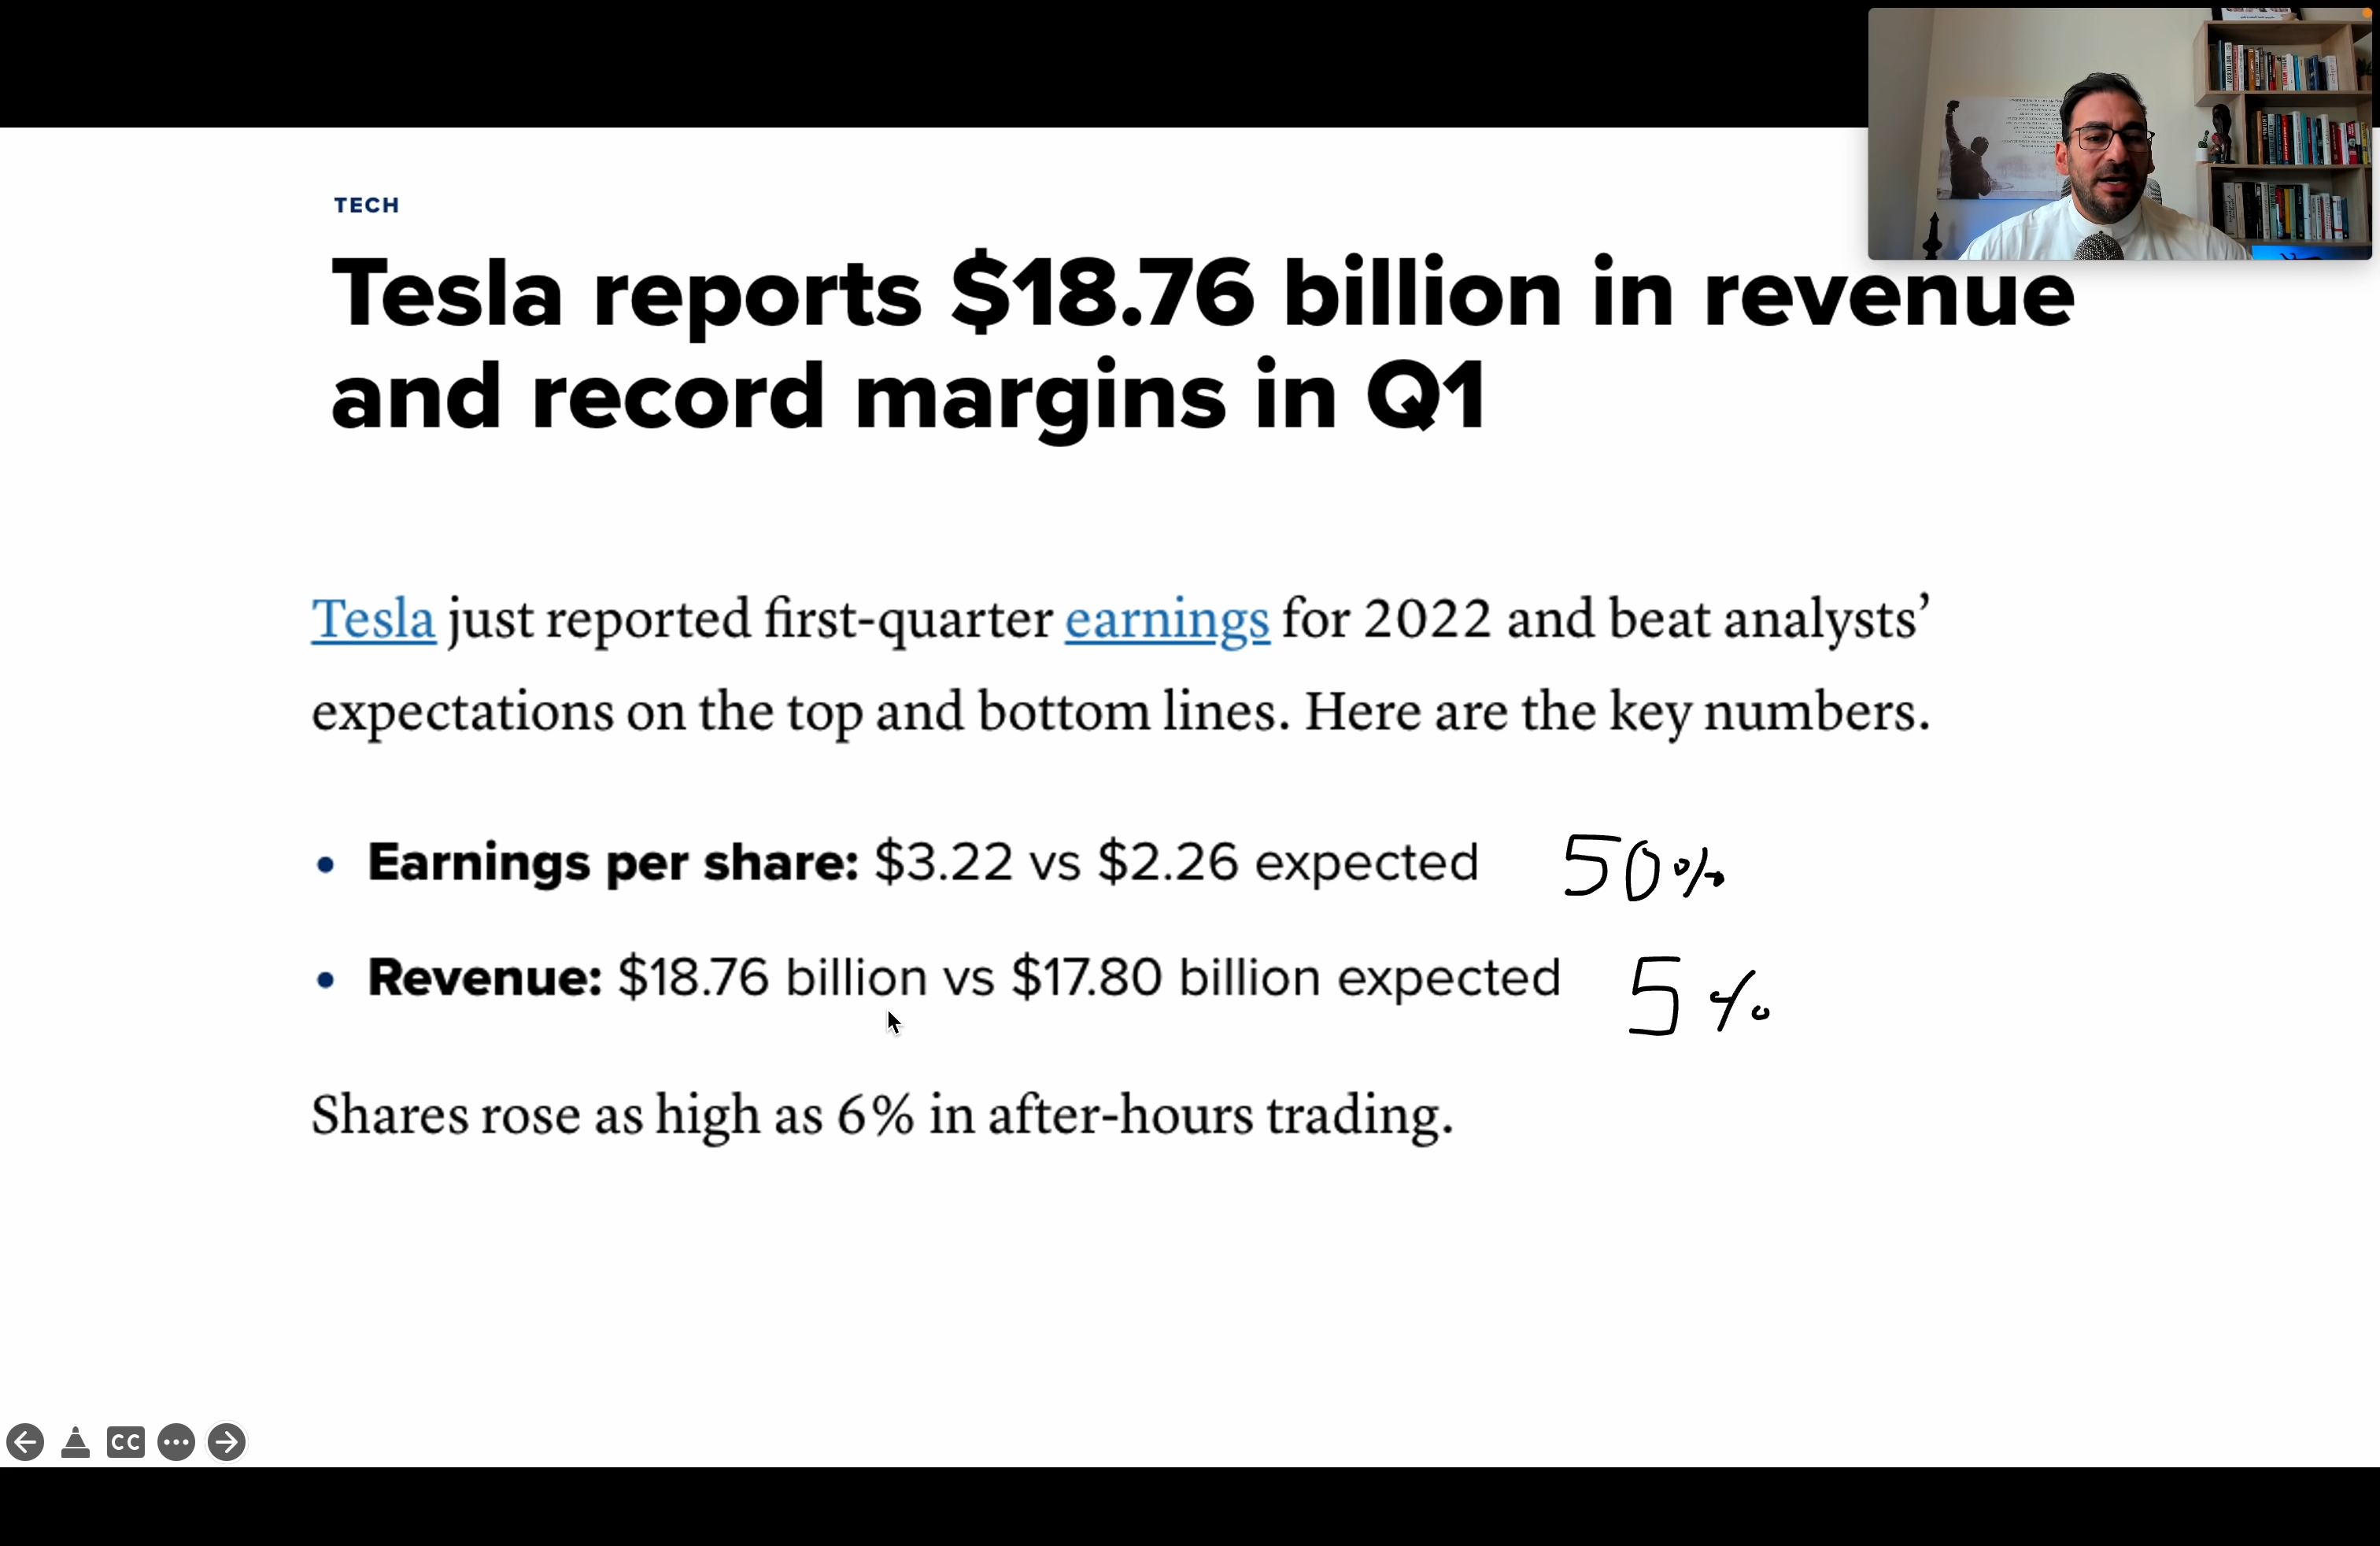 TECH
Tesla reports $18.76 billion in revenue
and record margins in Q1
Tesla just reported first-quarter earnings for 2022 and beat analysts’
expectations on the top and bottom lines. Here are the key numbers.
• Earnings per share: $3.22 vs $2.26 expected 50%
• Revenue: $18.76 billion vs $17.80 billion expected 5%
Shares rose as high as 6% in after-hours trading.
CC